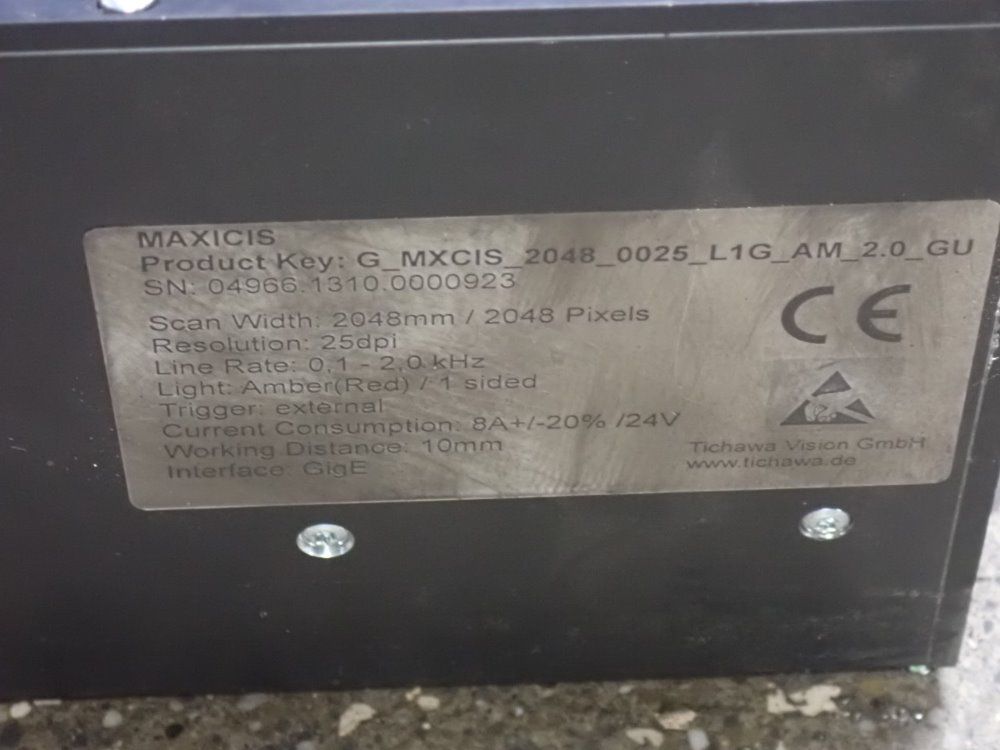 MAXICIS
Product Key: G_MXCIS_2048_0025_L1G_AM_2.0_GU
SN: 04966.1310.0000923
Scan Width: 2048mm / 2048 Pixels
Resolution: 25dpi
Line Rate: 0,1 - 2,0 kHz
Light: Amber(Red) / 1 sided
Trigger: external
Current Consumption: 8A+/-20% /24V
Working Distance: 10mm
Interface: GigE
CE
Tichawa Vision GmbH
www.tichawa.de